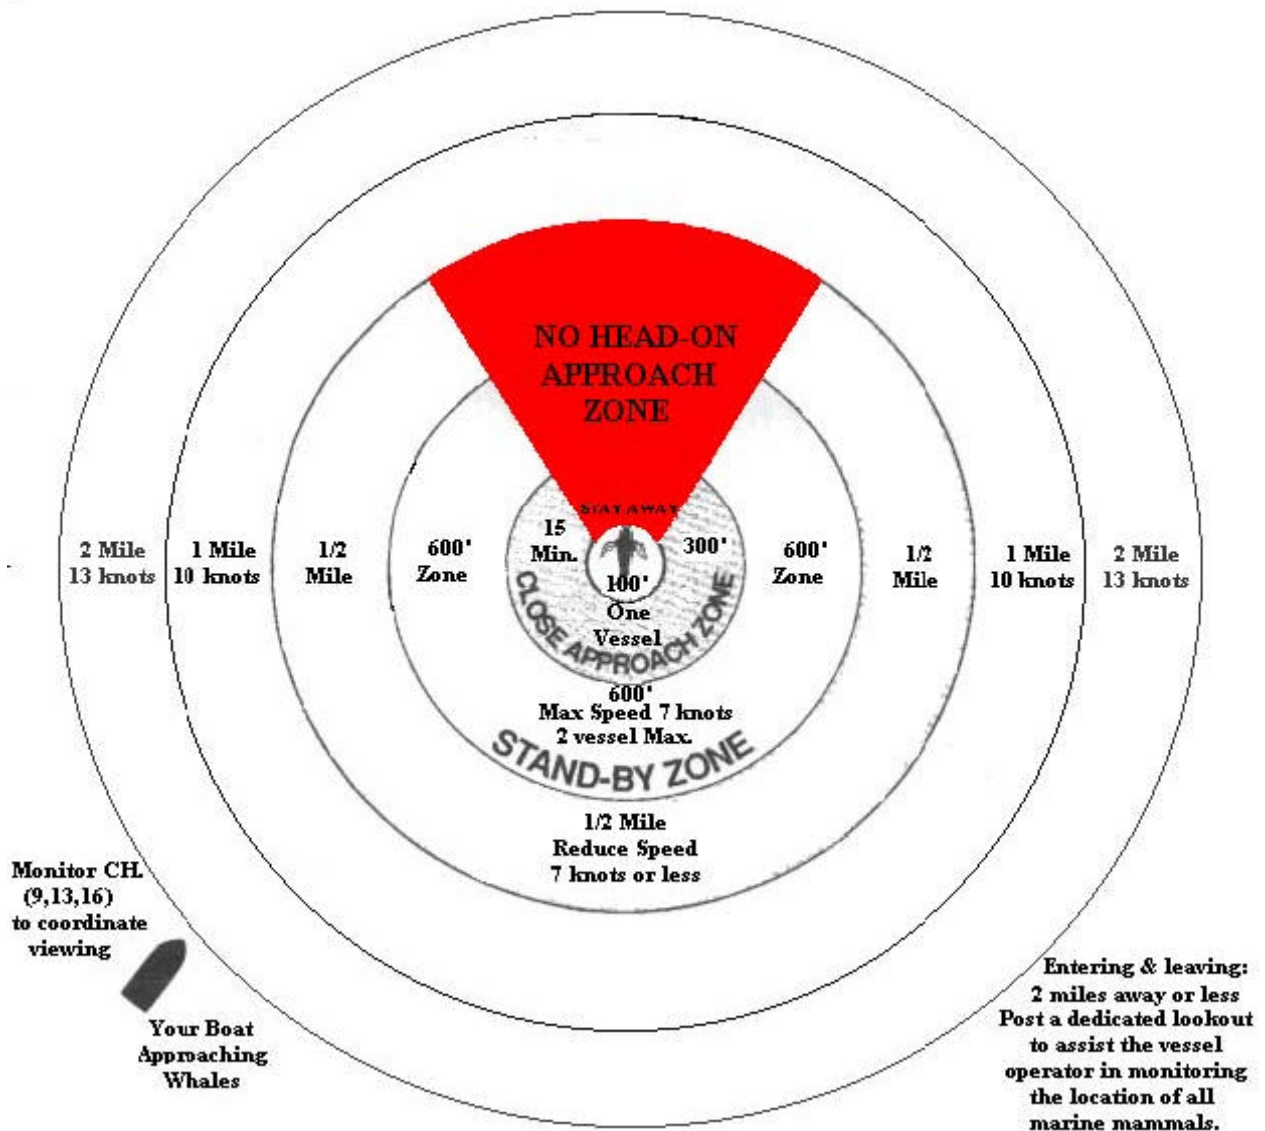 NO HEAD-ON
APPROACH
ZONE
STAY AWAY
2 Mile
13 knots
1 Mile
10 knots
1/2
Mile
600'
Zone
15
Min.
300'
600'
Zone
1/2
Mile
1 Mile
10 knots
2 Mile
13 knots
100'
One
Vessel
CLOSE APPROACH ZONE
600'
Max Speed 7 knots
2 vessel Max.
STAND-BY ZONE
1/2 Mile
Reduce Speed
7 knots or less
Monitor CH.
(9,13,16)
to coordinate
viewing
Your Boat
Approaching
Whales
Entering & leaving:
2 miles away or less
Post a dedicated lookout
to assist the vessel
operator in monitoring
the location of all
marine mammals.